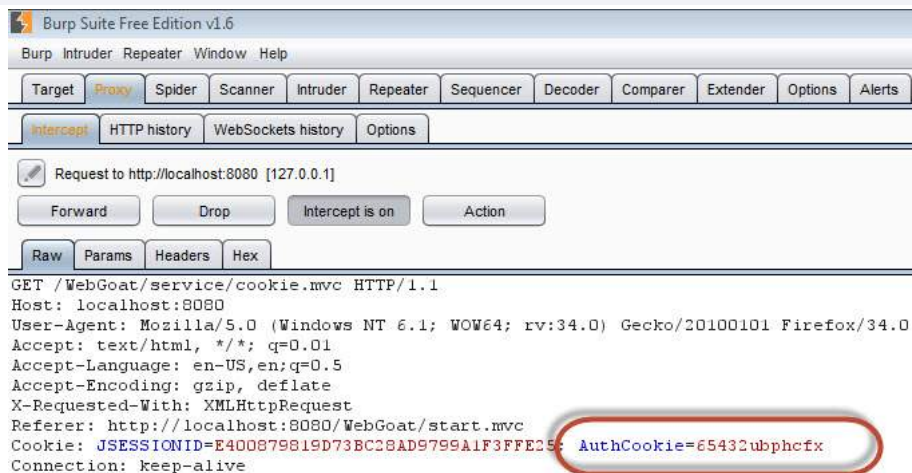 Burp Suite Free Edition v1.6
Burp Intruder Repeater Window Help
Target Proxy Spider Scanner Intruder Repeater Sequencer Decoder Comparer Extender Options Alerts
Intercept HTTP history WebSockets history Options
Request to http://localhost:8080 [127.0.0.1]
Forward Drop Intercept is on Action
Raw Params Headers Hex
GET /WebGoat/service/cookie.mvc HTTP/1.1
Host: localhost:8080
User-Agent: Mozilla/5.0 (Windows NT 6.1; WOW64; rv:34.0) Gecko/20100101 Firefox/34.0
Accept: text/html, */*; q=0.01
Accept-Language: en-US,en;q=0.5
Accept-Encoding: gzip, deflate
X-Requested-With: XMLHttpRequest
Referer: http://localhost:8080/WebGoat/start.mvc
Cookie: JSESSIONID=E400879819D73BC28AD9799A1F3FFE25; AuthCookie=65432ubphcfx
Connection: keep-alive